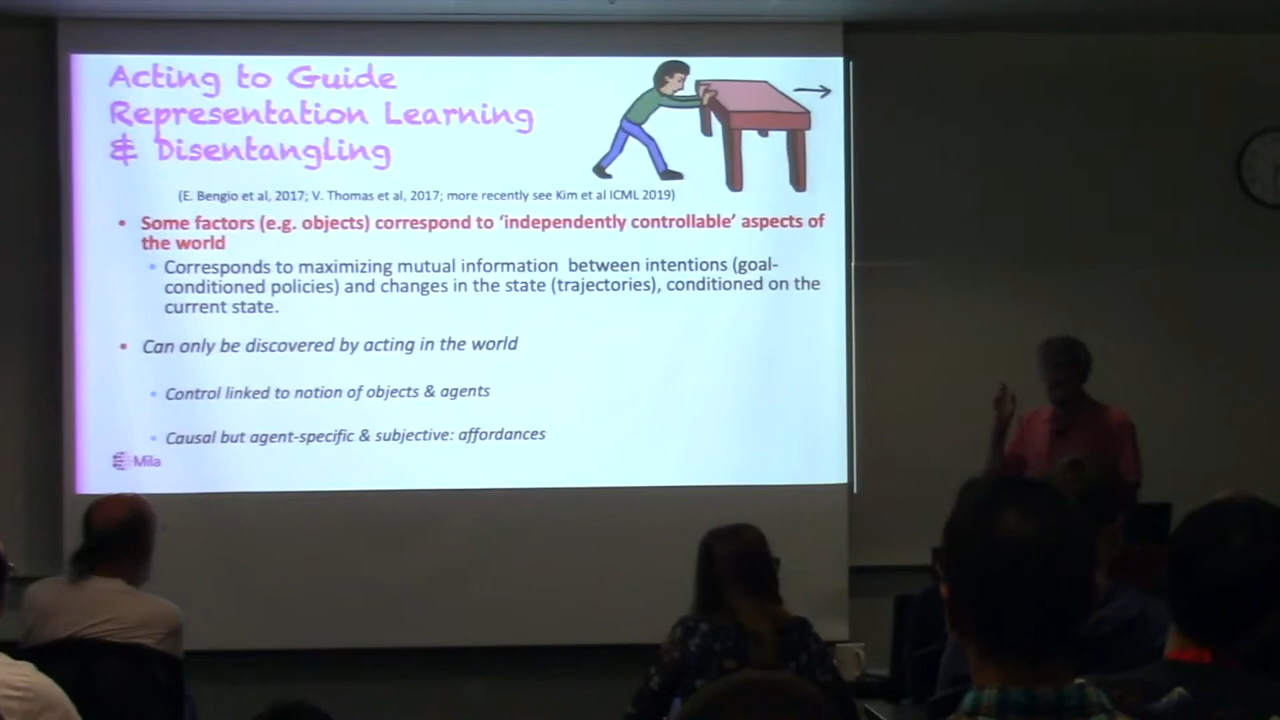 Acting to Guide
Representation Learning
& Disentangling
(E. Bengio et al, 2017; V. Thomas et al, 2017; more recently see Kim et al ICML 2019)
• Some factors (e.g. objects) correspond to ‘independently controllable’ aspects of
the world
• Corresponds to maximizing mutual information between intentions (goal-
conditioned policies) and changes in the state (trajectories), conditioned on the
current state.
• Can only be discovered by acting in the world
• Control linked to notion of objects & agents
• Causal but agent-specific & subjective: affordances
Mila